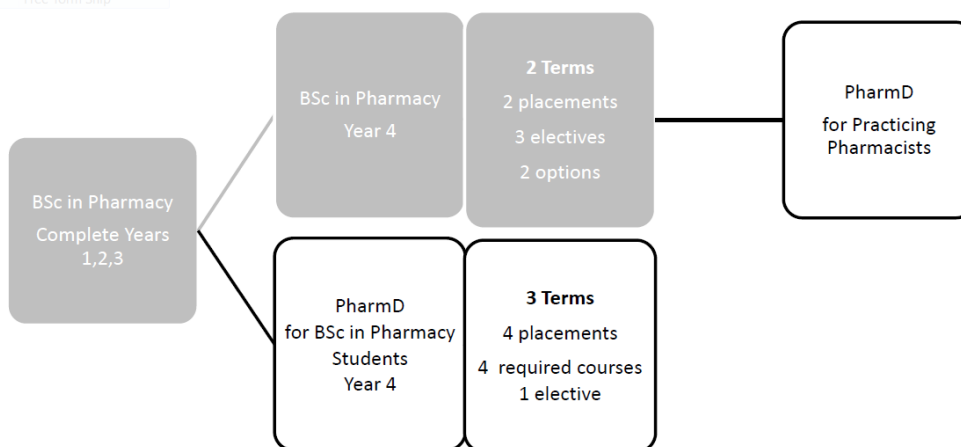 BSc in Pharmacy
Complete Years
1,2,3
BSc in Pharmacy
Year 4
2 Terms
2 placements
3 electives
2 options
PharmD
for Practicing
Pharmacists
PharmD
for BSc in Pharmacy
Students
Year 4
3 Terms
4 placements
4 required courses
1 elective